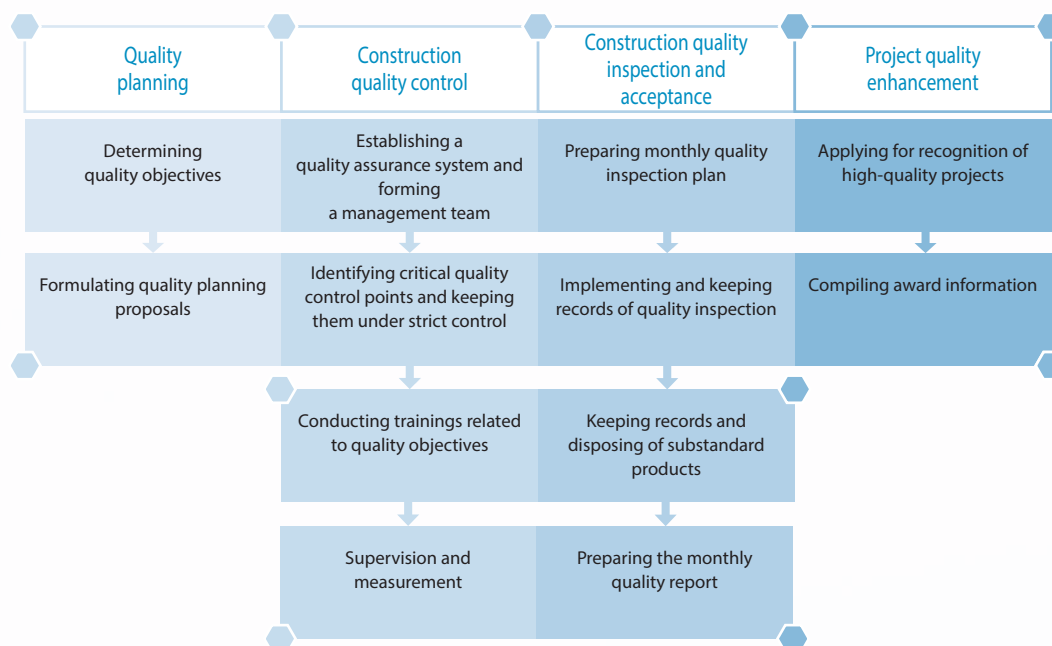 Quality
planning
Construction
quality control
Construction quality
inspection and
acceptance
Project quality
enhancement
Determining
quality objectives
Establishing a
quality assurance system and
forming
a management team
Preparing monthly quality
inspection plan
Applying for recognition of
high-quality projects
Formulating quality planning
proposals
Identifying critical quality
control points and keeping
them under strict control
Implementing and keeping
records of quality inspection
Compiling award information
Conducting trainings related
to quality objectives
Keeping records and
disposing of substandard
products
Supervision and
measurement
Preparing the monthly
quality report